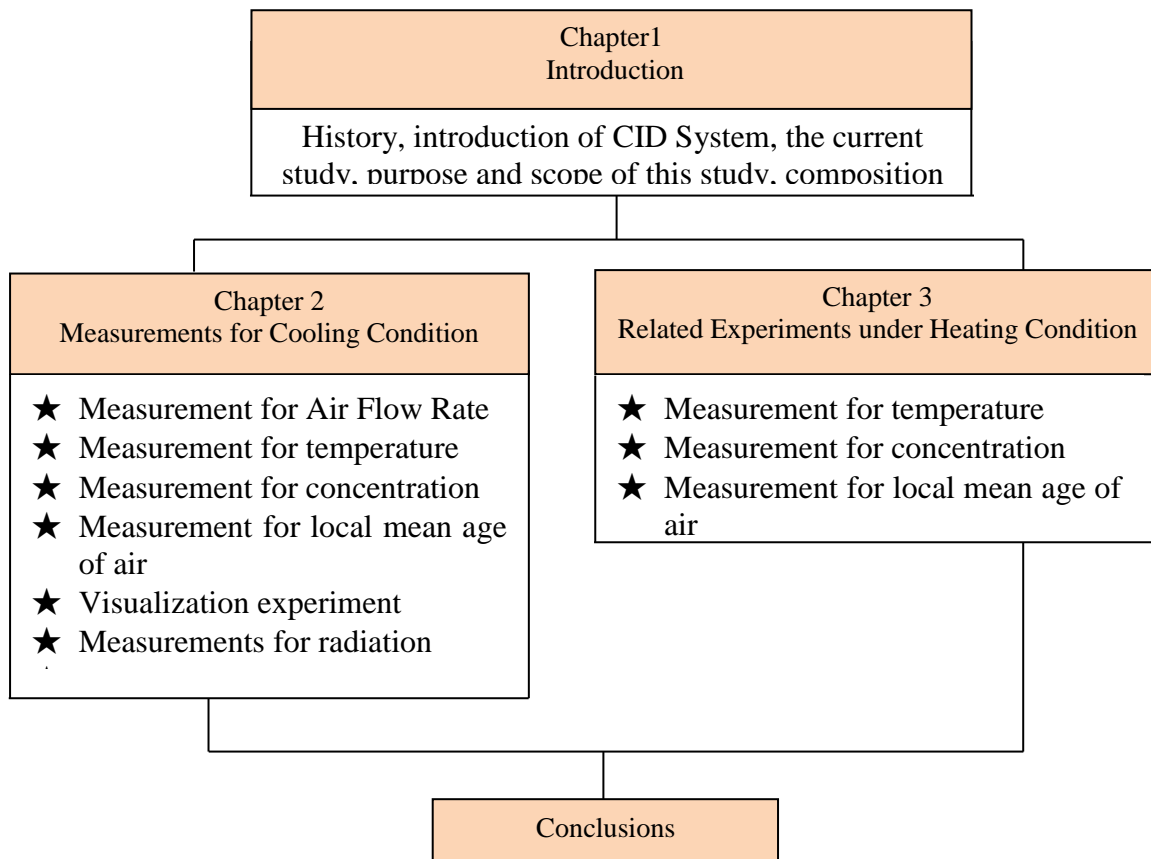 Chapter1
Introduction
History, introduction of CID System, the current
study, purpose and scope of this study, composition
Chapter 2
Measurements for Cooling Condition
★ Measurement for Air Flow Rate
★ Measurement for temperature
★ Measurement for concentration
★ Measurement for local mean age
of air
★ Visualization experiment
★ Measurements for radiation
Chapter 3
Related Experiments under Heating Condition
★ Measurement for temperature
★ Measurement for concentration
★ Measurement for local mean age of
air
Conclusions